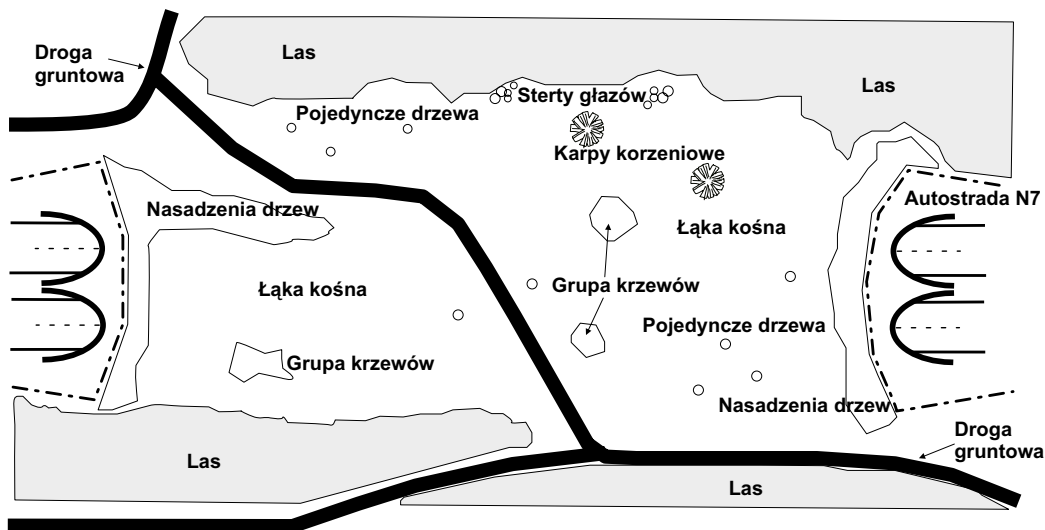 Droga
gruntowa
Las
Las
Sterty głazów
Pojedyncze drzewa
Karpy korzeniowe
Nasadzenia drzew
Autostrada N7
Łąka kośna
Łąka kośna
Grupa krzewów
Pojedyncze drzewa
Grupa krzewów
Nasadzenia drzew
Droga
gruntowa
Las
Las